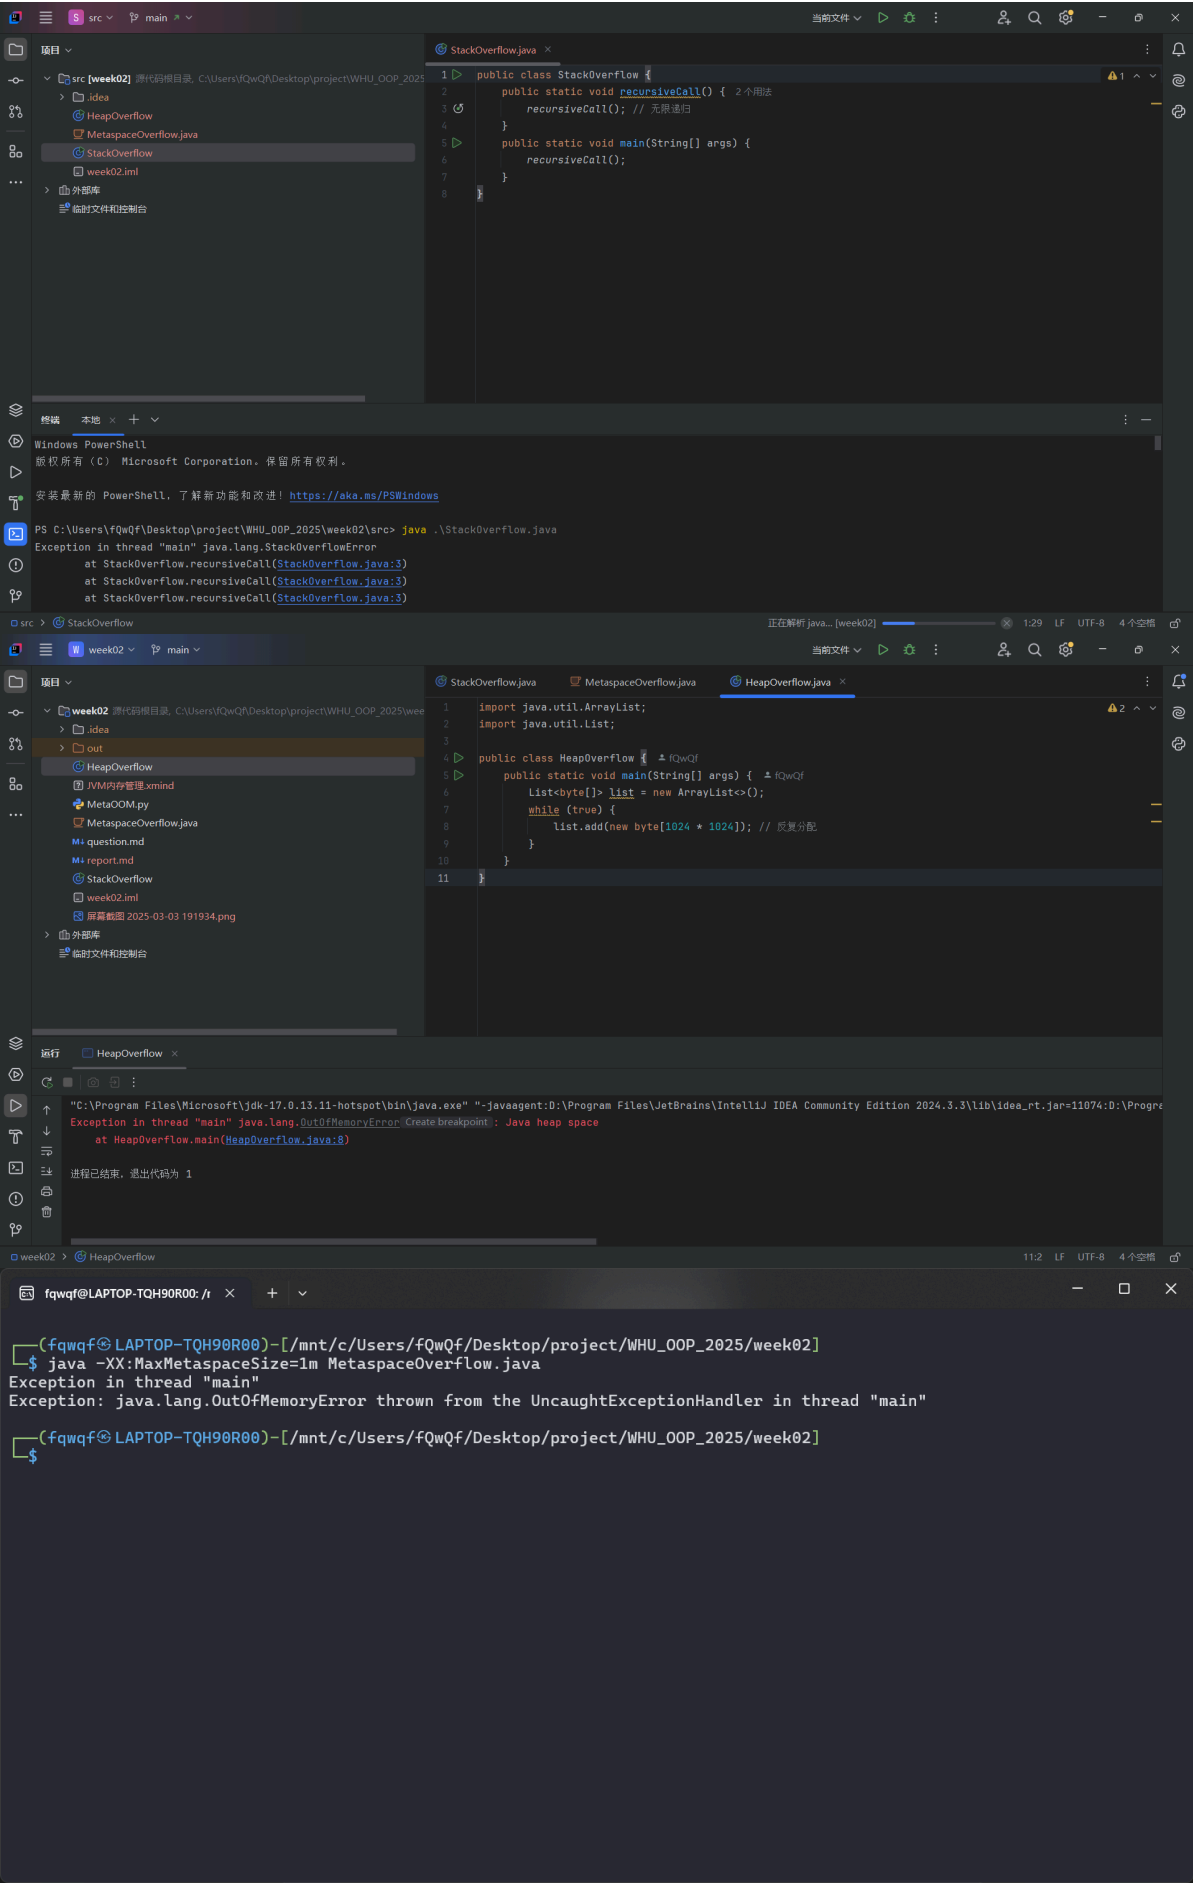 S src main 当前文件
项目
StackOverflow.java
src [week02] 源代码根目录, C:\Users\fQwQf\Desktop\project\WHU_OOP_2025
.idea
HeapOverflow
MetaspaceOverflow.java
StackOverflow
week02.iml
外部库
临时文件和控制台
1 public class StackOverflow {
2 public static void recursiveCall() { 2个用法
3 recursiveCall(); // 无限递归
4 }
5 public static void main(String[] args) {
6 recursiveCall();
7 }
8 }
1
终端 本地
Windows PowerShell
版权所有（C） Microsoft Corporation。保留所有权利。
安装最新的 PowerShell，了解新功能和改进！https://aka.ms/PSWindows
PS C:\Users\fQwQf\Desktop\project\WHU_OOP_2025\week02\src> java .\StackOverflow.java
Exception in thread "main" java.lang.StackOverflowError
at StackOverflow.recursiveCall(StackOverflow.java:3)
at StackOverflow.recursiveCall(StackOverflow.java:3)
at StackOverflow.recursiveCall(StackOverflow.java:3)
src > StackOverflow 正在解析 java... [week02] 1:29 LF UTF-8 4个空格
W week02 main 当前文件
项目
StackOverflow.java MetaspaceOverflow.java HeapOverflow.java
week02 源代码根目录, C:\Users\fQwQf\Desktop\project\WHU_OOP_2025\wee
.idea
out
HeapOverflow
JVM内存管理.xmind
MetaOOM.py
MetaspaceOverflow.java
question.md
report.md
StackOverflow
week02.iml
屏幕截图 2025-03-03 191934.png
外部库
临时文件和控制台
1 import java.util.ArrayList;
2 import java.util.List;
3
4 public class HeapOverflow { fQwQf
5 public static void main(String[] args) { fQwQf
6 List<byte[]> list = new ArrayList<>();
7 while (true) {
8 list.add(new byte[1024 * 1024]); // 反复分配
9 }
10 }
11 }
2
运行 HeapOverflow
"C:\Program Files\Microsoft\jdk-17.0.13.11-hotspot\bin\java.exe" "-javaagent:D:\Program Files\JetBrains\IntelliJ IDEA Community Edition 2024.3.3\lib\idea_rt.jar=11074:D:\Progra
Exception in thread "main" java.lang.OutOfMemoryError Create breakpoint : Java heap space
at HeapOverflow.main(HeapOverflow.java:8)
进程已结束，退出代码为 1
week02 > HeapOverflow 11:2 LF UTF-8 4个空格
fqwqf@LAPTOP-TQH90R00: /r
┌──(fqwqf㉿LAPTOP-TQH90R00)-[/mnt/c/Users/fQwQf/Desktop/project/WHU_OOP_2025/week02]
└─$ java -XX:MaxMetaspaceSize=1m MetaspaceOverflow.java
Exception in thread "main"
Exception: java.lang.OutOfMemoryError thrown from the UncaughtExceptionHandler in thread "main"
┌──(fqwqf㉿LAPTOP-TQH90R00)-[/mnt/c/Users/fQwQf/Desktop/project/WHU_OOP_2025/week02]
└─$